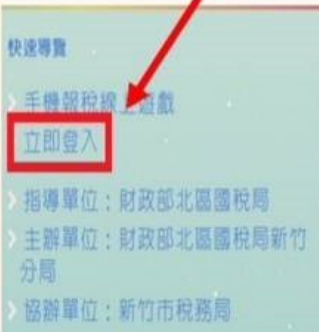 快速導覽
手機報稅線上遊戲
立即登入
指導單位：財政部北區國稅局
主辦單位：財政部北區國稅局新竹
分局
協辦單位：新竹市稅務局